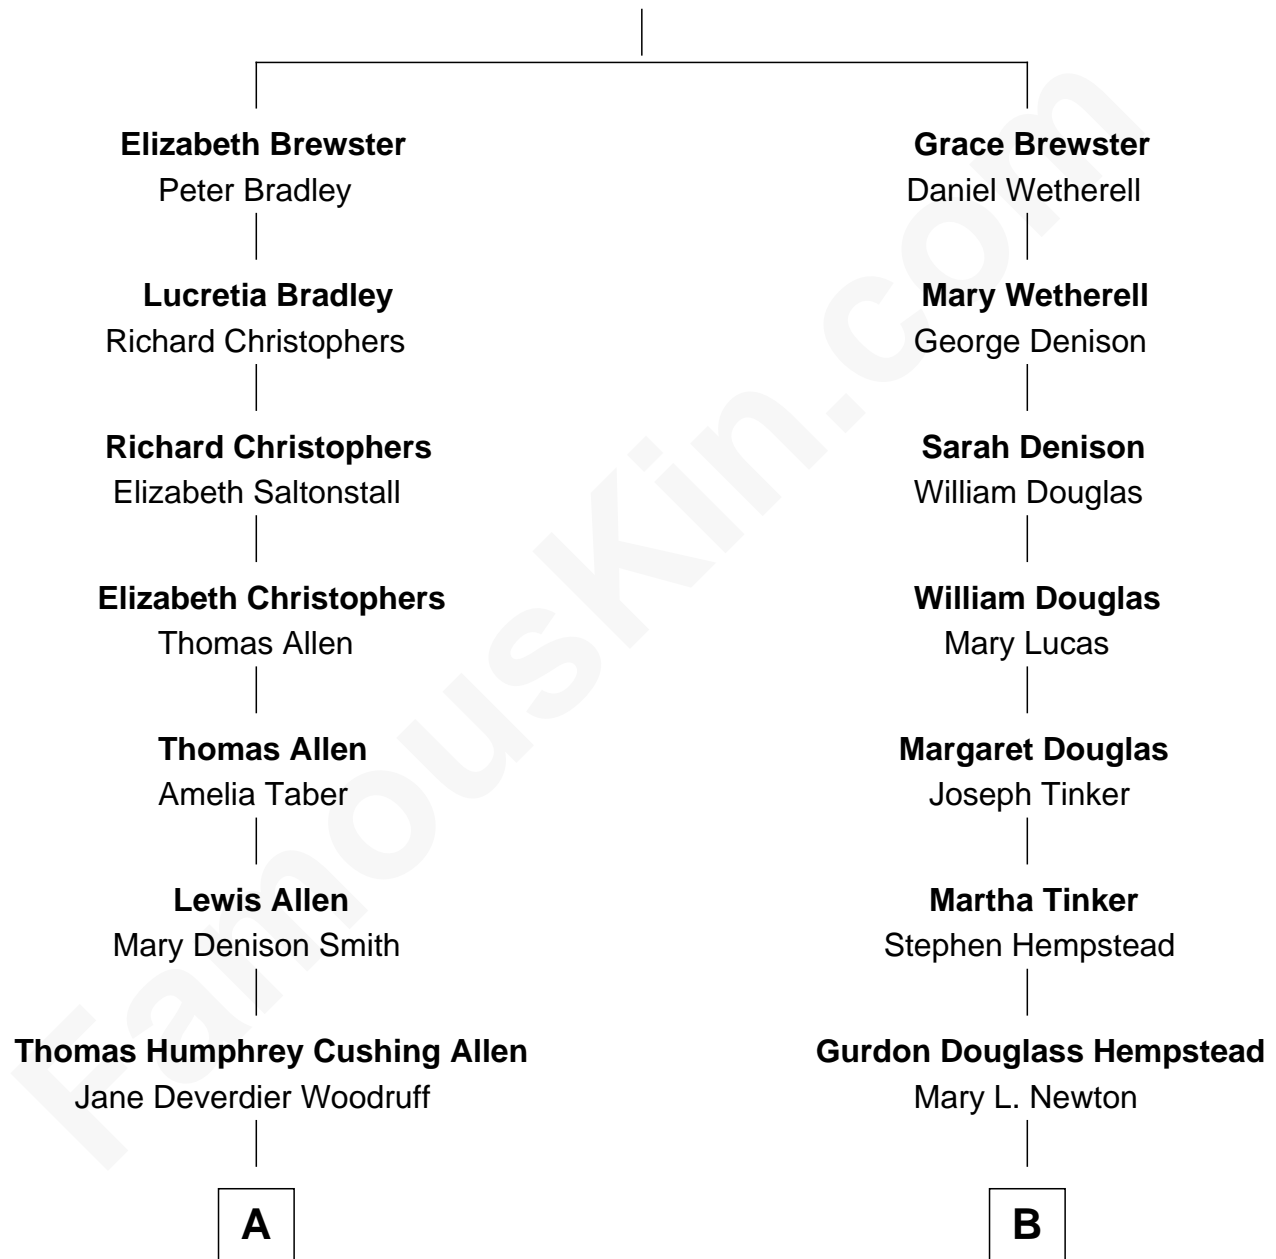 Elizabeth Brewster
Peter Bradley
Lucretia Bradley
Richard Christophers
Richard Christophers
Elizabeth Saltonstall
Elizabeth Christophers
Thomas Allen
Thomas Allen
Amelia Taber
Lewis Allen
Mary Denison Smith
Thomas Humphrey Cushing Allen
Jane Deverdier Woodruff
A
Grace Brewster
Daniel Wetherell
Mary Wetherell
George Denison
Sarah Denison
William Douglas
William Douglas
Mary Lucas
Margaret Douglas
Joseph Tinker
Martha Tinker
Stephen Hempstead
Gurdon Douglass Hempstead
Mary L. Newton
B
FamousKin.com